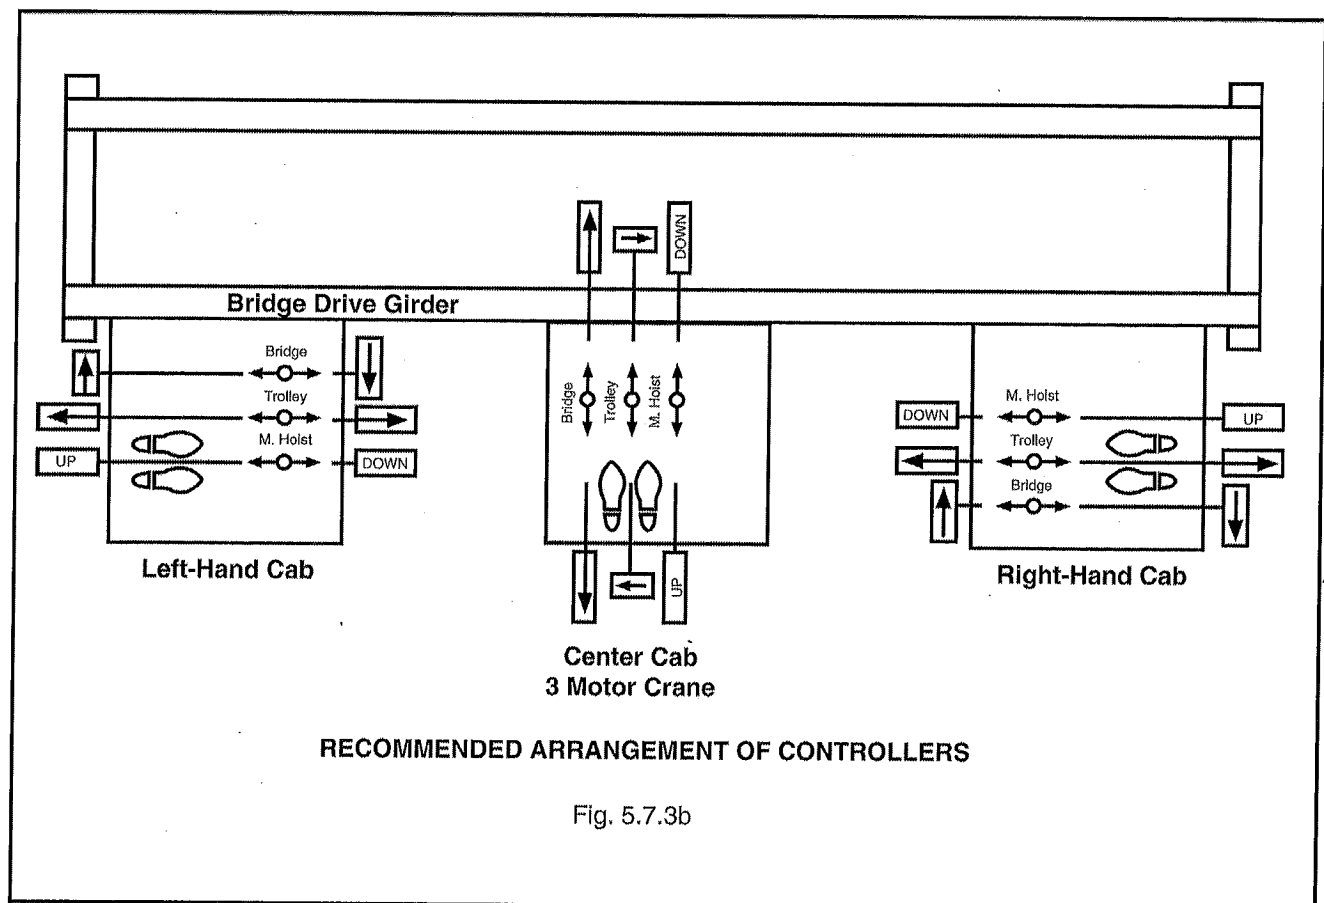 DOWN
Bridge Drive Girder
Bridge
Trolley
M. Hoist
UP
DOWN
Left-Hand Cab
Bridge
Trolley
M. Hoist
UP
Center Cab
3 Motor Crane
M. Hoist
DOWN
UP
Trolley
Bridge
Right-Hand Cab
RECOMMENDED ARRANGEMENT OF CONTROLLERS
Fig. 5.7.3b